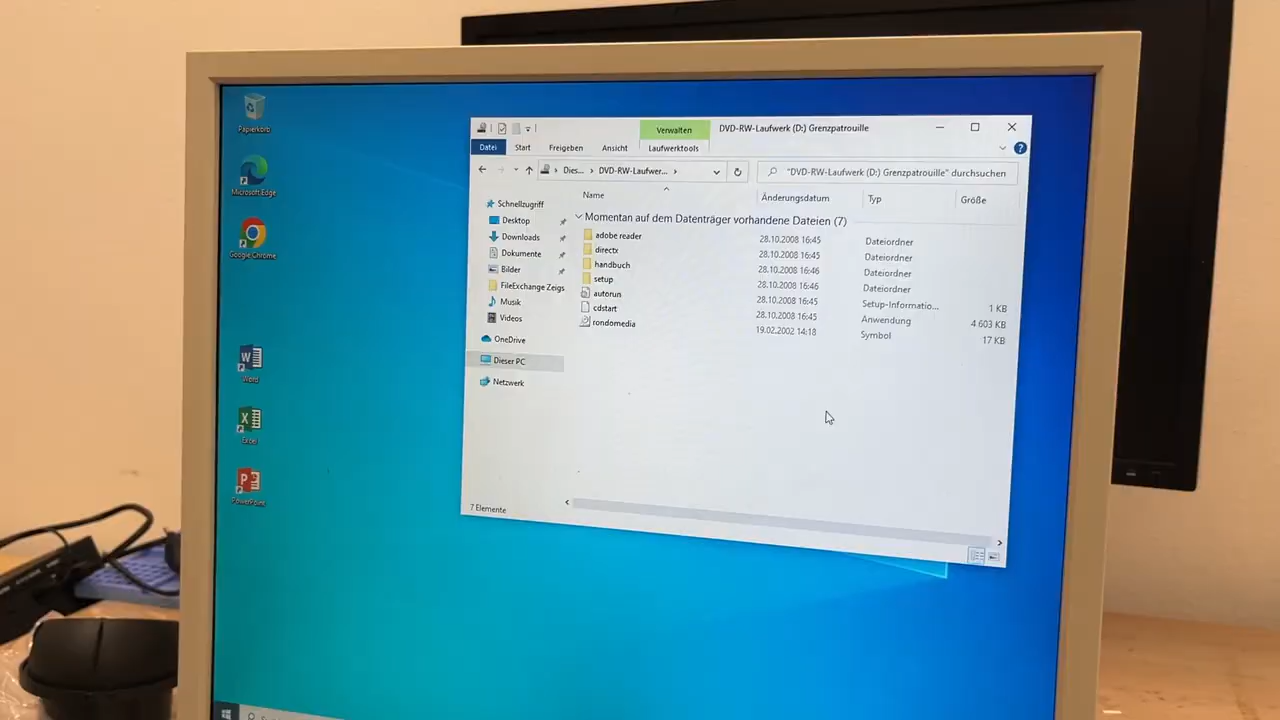 Papierkorb
Microsoft Edge
Google Chrome
Word
Excel
PowerPoint
Verwalten
DVD-RW-Laufwerk (D:) Grenzpatrouille
Datei Start Freigeben Ansicht Laufwerktools
Dies... › DVD-RW-Laufwer... ›
"DVD-RW-Laufwerk (D:) Grenzpatrouille" durchsuchen
Schnellzugriff
Desktop
Downloads
Dokumente
Bilder
FileExchange Zeigs
Musik
Videos
OneDrive
Dieser PC
Netzwerk
Name Änderungsdatum Typ Größe
Momentan auf dem Datenträger vorhandene Dateien (7)
adobe reader 28.10.2008 16:45 Dateiordner
directx 28.10.2008 16:45 Dateiordner
handbuch 28.10.2008 16:46 Dateiordner
setup 28.10.2008 16:46 Dateiordner
autorun 28.10.2008 16:45 Setup-Informatio... 1 KB
cdstart 28.10.2008 16:45 Anwendung 4 603 KB
rondomedia 19.02.2002 14:18 Symbol 17 KB
7 Elemente